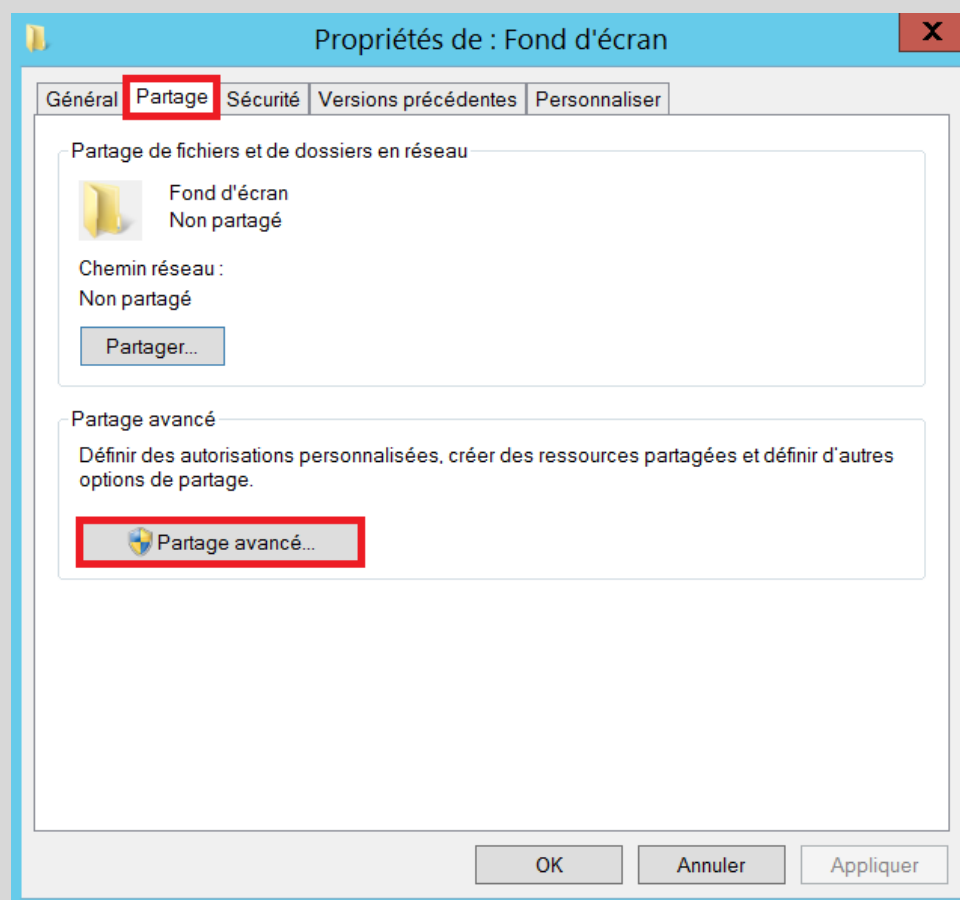 Propriétés de : Fond d'écran
X
Général Partage Sécurité Versions précédentes Personnaliser
Partage de fichiers et de dossiers en réseau
Fond d'écran
Non partagé
Chemin réseau :
Non partagé
Partager...
Partage avancé
Définir des autorisations personnalisées, créer des ressources partagées et définir d'autres
options de partage.
Partage avancé...
OK Annuler Appliquer